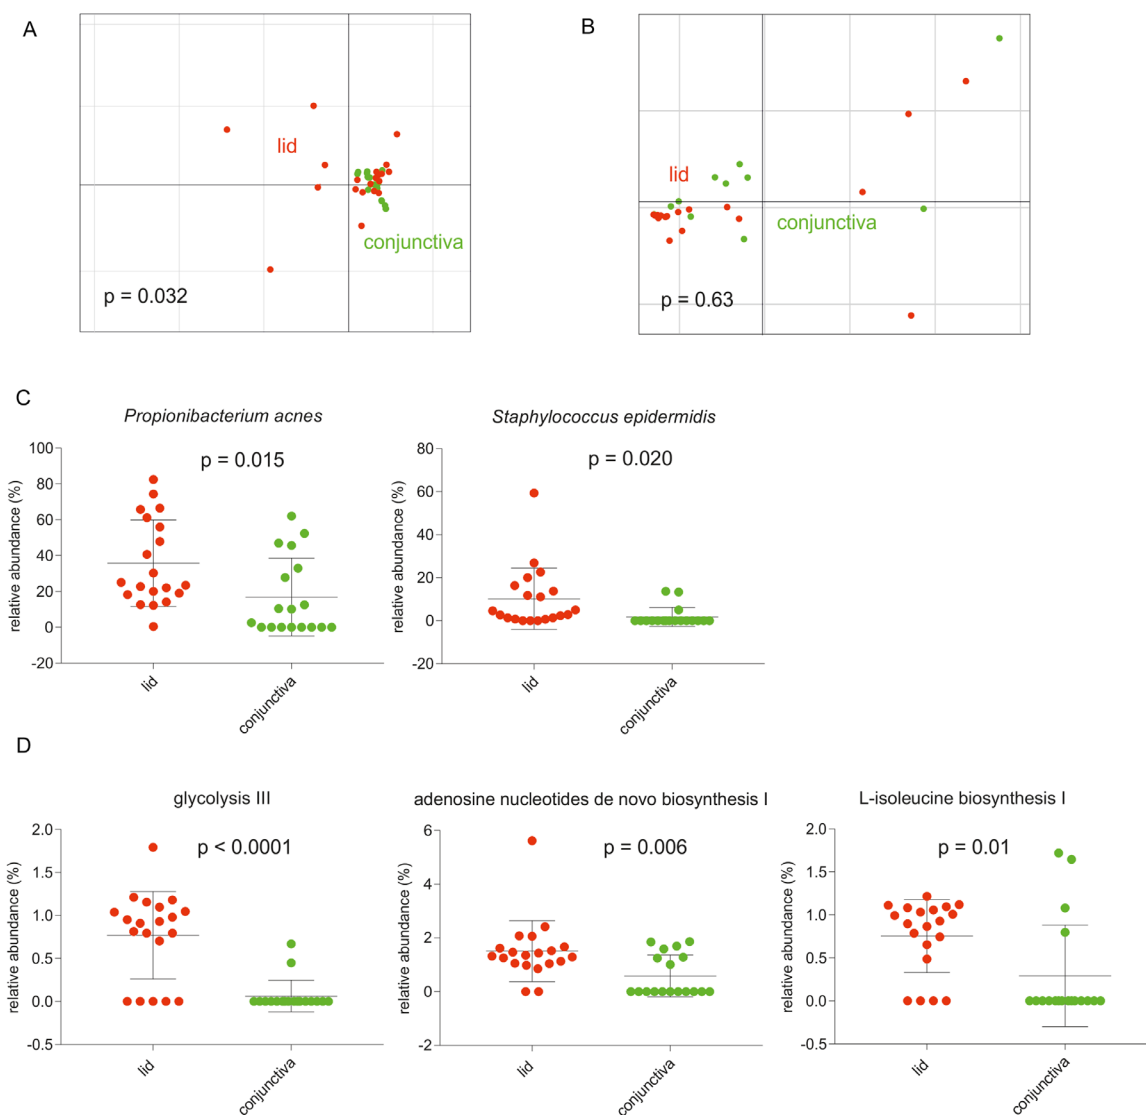 A
lid
conjunctiva
p = 0.032
B
lid
conjunctiva
p = 0.63
C
Propionibacterium acnes
p = 0.015
relative abundance (%)
100
80
60
40
20
0
-20
lid
conjunctiva
Staphylococcus epidermidis
p = 0.020
relative abundance (%)
80
60
40
20
0
-20
lid
conjunctiva
D
glycolysis III
p < 0.0001
relative abundance (%)
2.0
1.5
1.0
0.5
0.0
-0.5
lid
conjunctiva
adenosine nucleotides de novo biosynthesis I
p = 0.006
relative abundance (%)
6
4
2
0
-2
lid
conjunctiva
L-isoleucine biosynthesis I
p = 0.01
relative abundance (%)
2.0
1.5
1.0
0.5
0.0
-0.5
lid
conjunctiva